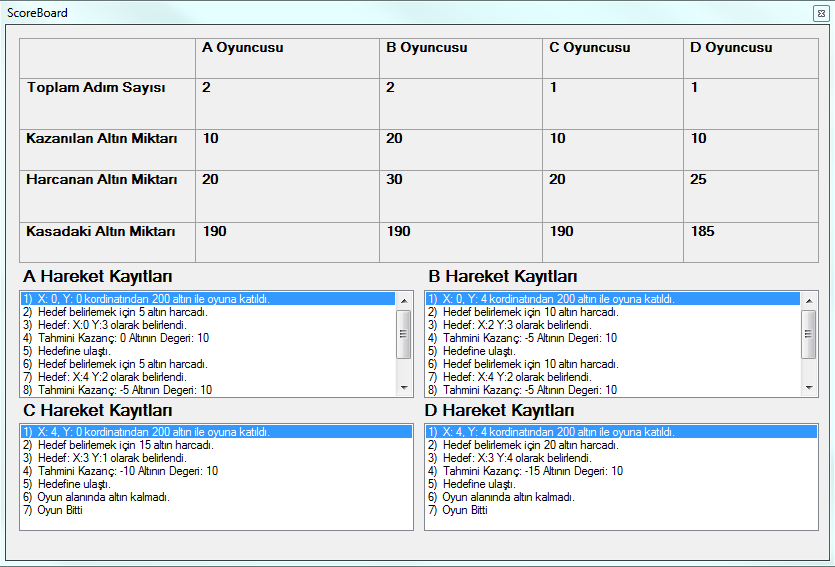 ScoreBoard
A Oyuncusu B Oyuncusu C Oyuncusu D Oyuncusu
Toplam Adım Sayısı 2 2 1 1
Kazanılan Altın Miktarı 10 20 10 10
Harcanan Altın Miktarı 20 30 20 25
Kasadaki Altın Miktarı 190 190 190 185
A Hareket Kayıtları
1) X: 0, Y: 0 kordinatından 200 altın ile oyuna katıldı.
2) Hedef belirlemek için 5 altın harcadı.
3) Hedef: X:0 Y:3 olarak belirlendi.
4) Tahmini Kazanç: 0 Altının Degeri: 10
5) Hedefine ulaştı.
6) Hedef belirlemek için 5 altın harcadı.
7) Hedef: X:4 Y:2 olarak belirlendi.
8) Tahmini Kazanç: -5 Altının Degeri: 10
B Hareket Kayıtları
1) X: 0, Y: 4 kordinatından 200 altın ile oyuna katıldı.
2) Hedef belirlemek için 10 altın harcadı.
3) Hedef: X:2 Y:3 olarak belirlendi.
4) Tahmini Kazanç: -5 Altının Degeri: 10
5) Hedefine ulaştı.
6) Hedef belirlemek için 10 altın harcadı.
7) Hedef: X:4 Y:2 olarak belirlendi.
8) Tahmini Kazanç: -5 Altının Degeri: 10
C Hareket Kayıtları
1) X: 4, Y: 0 kordinatından 200 altın ile oyuna katıldı.
2) Hedef belirlemek için 15 altın harcadı.
3) Hedef: X:3 Y:1 olarak belirlendi.
4) Tahmini Kazanç: -10 Altının Degeri: 10
5) Hedefine ulaştı.
6) Oyun alanında altın kalmadı.
7) Oyun Bitti
D Hareket Kayıtları
1) X: 4, Y: 4 kordinatından 200 altın ile oyuna katıldı.
2) Hedef belirlemek için 20 altın harcadı.
3) Hedef: X:3 Y:4 olarak belirlendi.
4) Tahmini Kazanç: -15 Altının Degeri: 10
5) Hedefine ulaştı.
6) Oyun alanında altın kalmadı.
7) Oyun Bitti